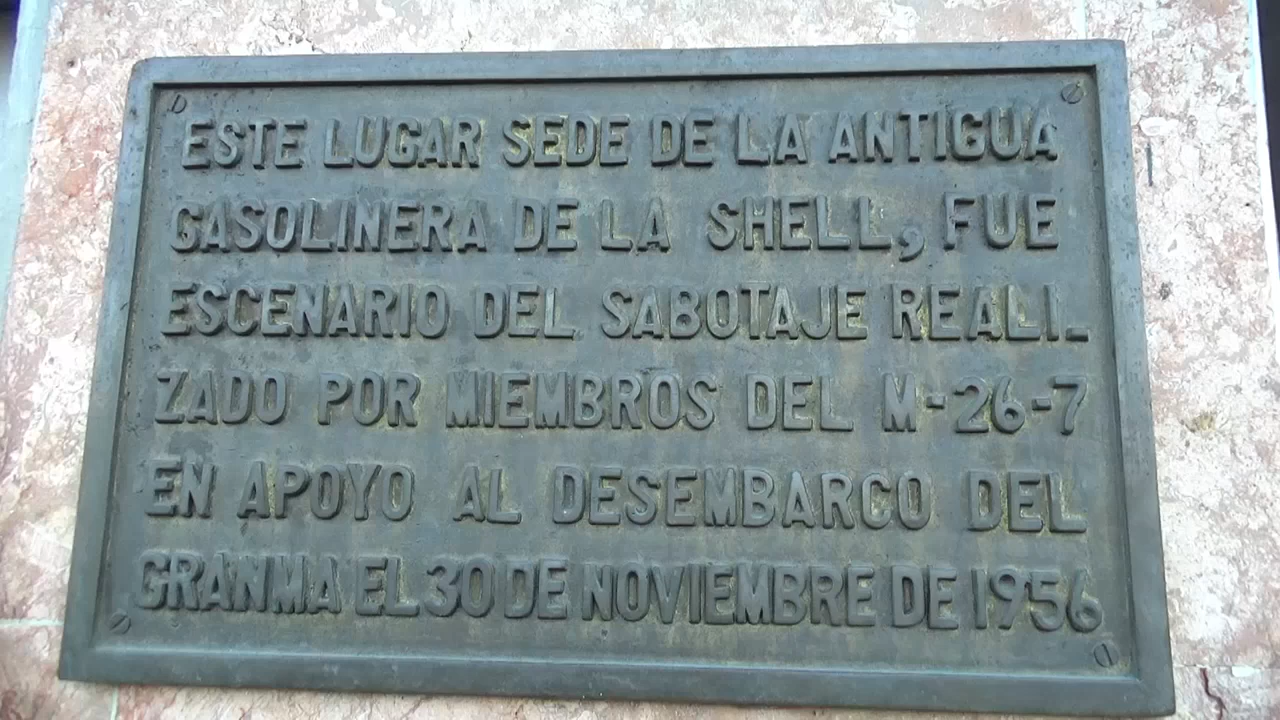 ESTE LUGAR SEDE DE LA ANTIGUA
GASOLINERA DE LA SHELL, FUE
ESCENARIO DEL SABOTAJE REALI-
ZADO POR MIEMBROS DEL M-26-7
EN APOYO AL DESEMBARCO DEL
GRANMA EL 30 DE NOVIEMBRE DE 1956